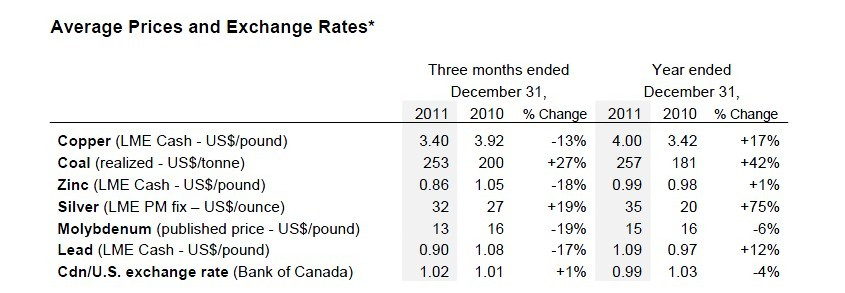 Average Prices and Exchange Rates*
Three months ended Year ended
December 31, December 31,
2011 2010 % Change 2011 2010 % Change
Copper (LME Cash - US$/pound) 3.40 3.92 -13% 4.00 3.42 +17%
Coal (realized - US$/tonne) 253 200 +27% 257 181 +42%
Zinc (LME Cash - US$/pound) 0.86 1.05 -18% 0.99 0.98 +1%
Silver (LME PM fix – US$/ounce) 32 27 +19% 35 20 +75%
Molybdenum (published price - US$/pound) 13 16 -19% 15 16 -6%
Lead (LME Cash - US$/pound) 0.90 1.08 -17% 1.09 0.97 +12%
Cdn/U.S. exchange rate (Bank of Canada) 1.02 1.01 +1% 0.99 1.03 -4%